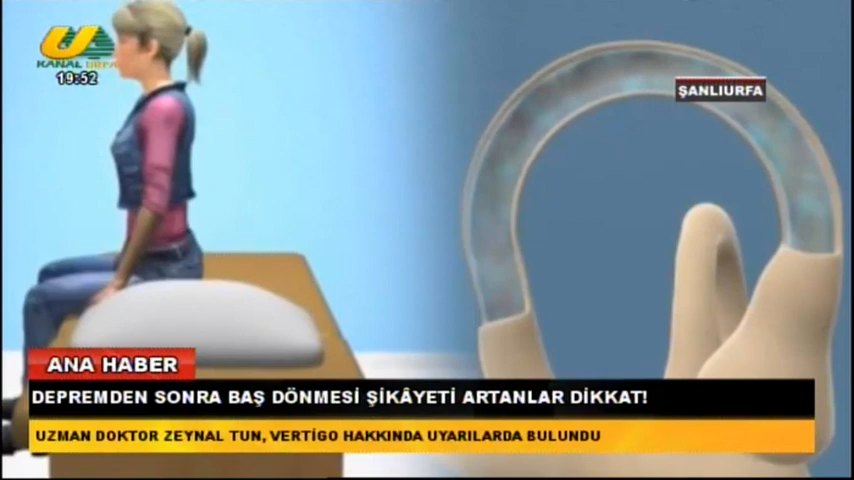 KANAL URFA
19:52
ŞANLIURFA
ANA HABER
DEPREMDEN SONRA BAŞ DÖNMESİ ŞİKÂYETİ ARTANLAR DİKKAT!
UZMAN DOKTOR ZEYNAL TUN, VERTİGO HAKKINDA UYARILARDA BULUNDU